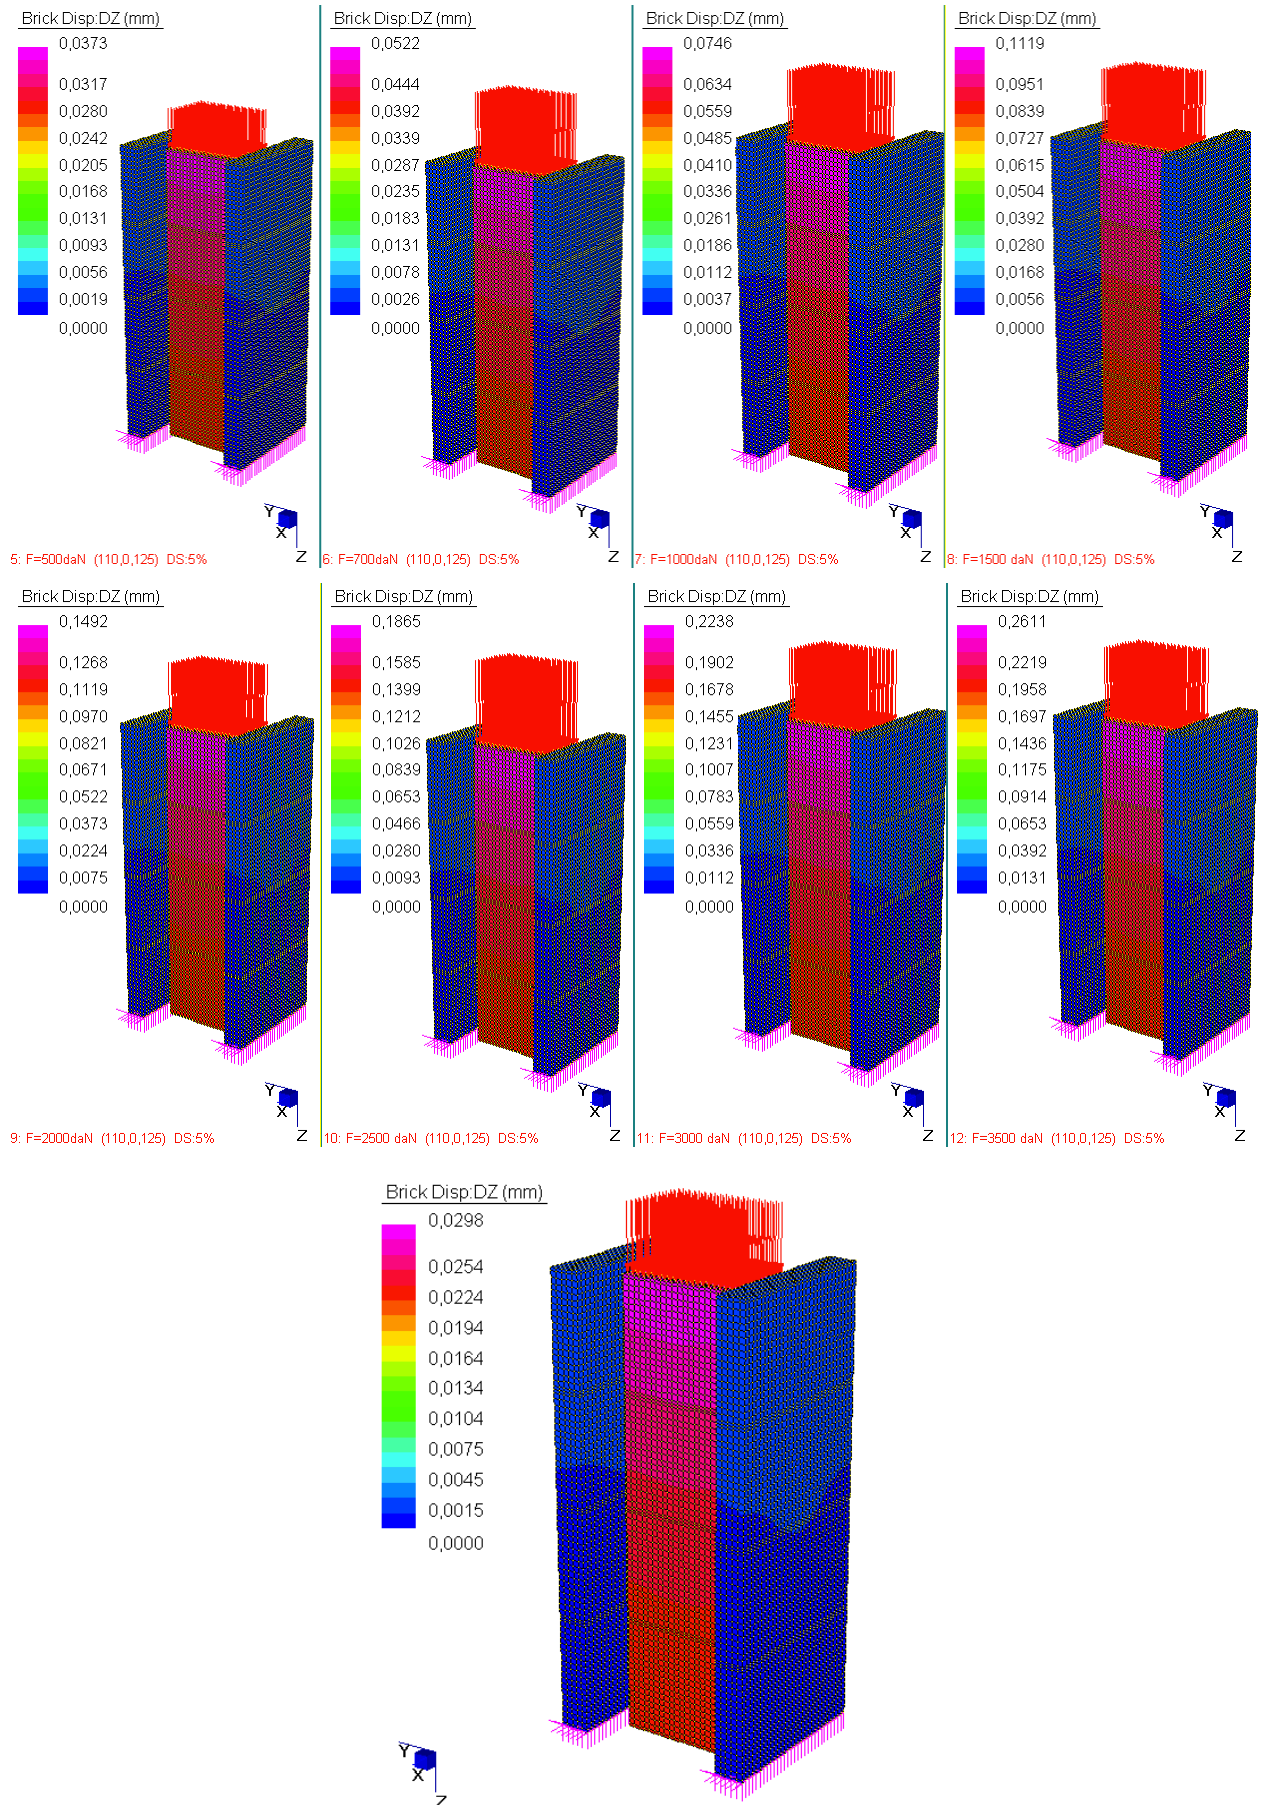 Brick Disp:DZ (mm)
0,0373
0,0317
0,0280
0,0242
0,0205
0,0168
0,0131
0,0093
0,0056
0,0019
0,0000
Y
X
Z
5: F=500daN (110,0,125) DS:5%
Brick Disp:DZ (mm)
0,0522
0,0444
0,0392
0,0339
0,0287
0,0235
0,0183
0,0131
0,0078
0,0026
0,0000
Y
X
Z
6: F=700daN (110,0,125) DS:5%
Brick Disp:DZ (mm)
0,0746
0,0634
0,0559
0,0485
0,0410
0,0336
0,0261
0,0186
0,0112
0,0037
0,0000
Y
X
Z
7: F=1000daN (110,0,125) DS:5%
Brick Disp:DZ (mm)
0,1119
0,0951
0,0839
0,0727
0,0615
0,0504
0,0392
0,0280
0,0168
0,0056
0,0000
Y
X
Z
8: F=1500 daN (110,0,125) DS:5%
Brick Disp:DZ (mm)
0,1492
0,1268
0,1119
0,0970
0,0821
0,0671
0,0522
0,0373
0,0224
0,0075
0,0000
Y
X
Z
9: F=2000daN (110,0,125) DS:5%
Brick Disp:DZ (mm)
0,1865
0,1585
0,1399
0,1212
0,1026
0,0839
0,0653
0,0466
0,0280
0,0093
0,0000
Y
X
Z
10: F=2500 daN (110,0,125) DS:5%
Brick Disp:DZ (mm)
0,2238
0,1902
0,1678
0,1455
0,1231
0,1007
0,0783
0,0559
0,0336
0,0112
0,0000
Y
X
Z
11: F=3000 daN (110,0,125) DS:5%
Brick Disp:DZ (mm)
0,2611
0,2219
0,1958
0,1697
0,1436
0,1175
0,0914
0,0653
0,0392
0,0131
0,0000
Y
X
Z
12: F=3500 daN (110,0,125) DS:5%
Brick Disp:DZ (mm)
0,0298
0,0254
0,0224
0,0194
0,0164
0,0134
0,0104
0,0075
0,0045
0,0015
0,0000
Y
X
Z